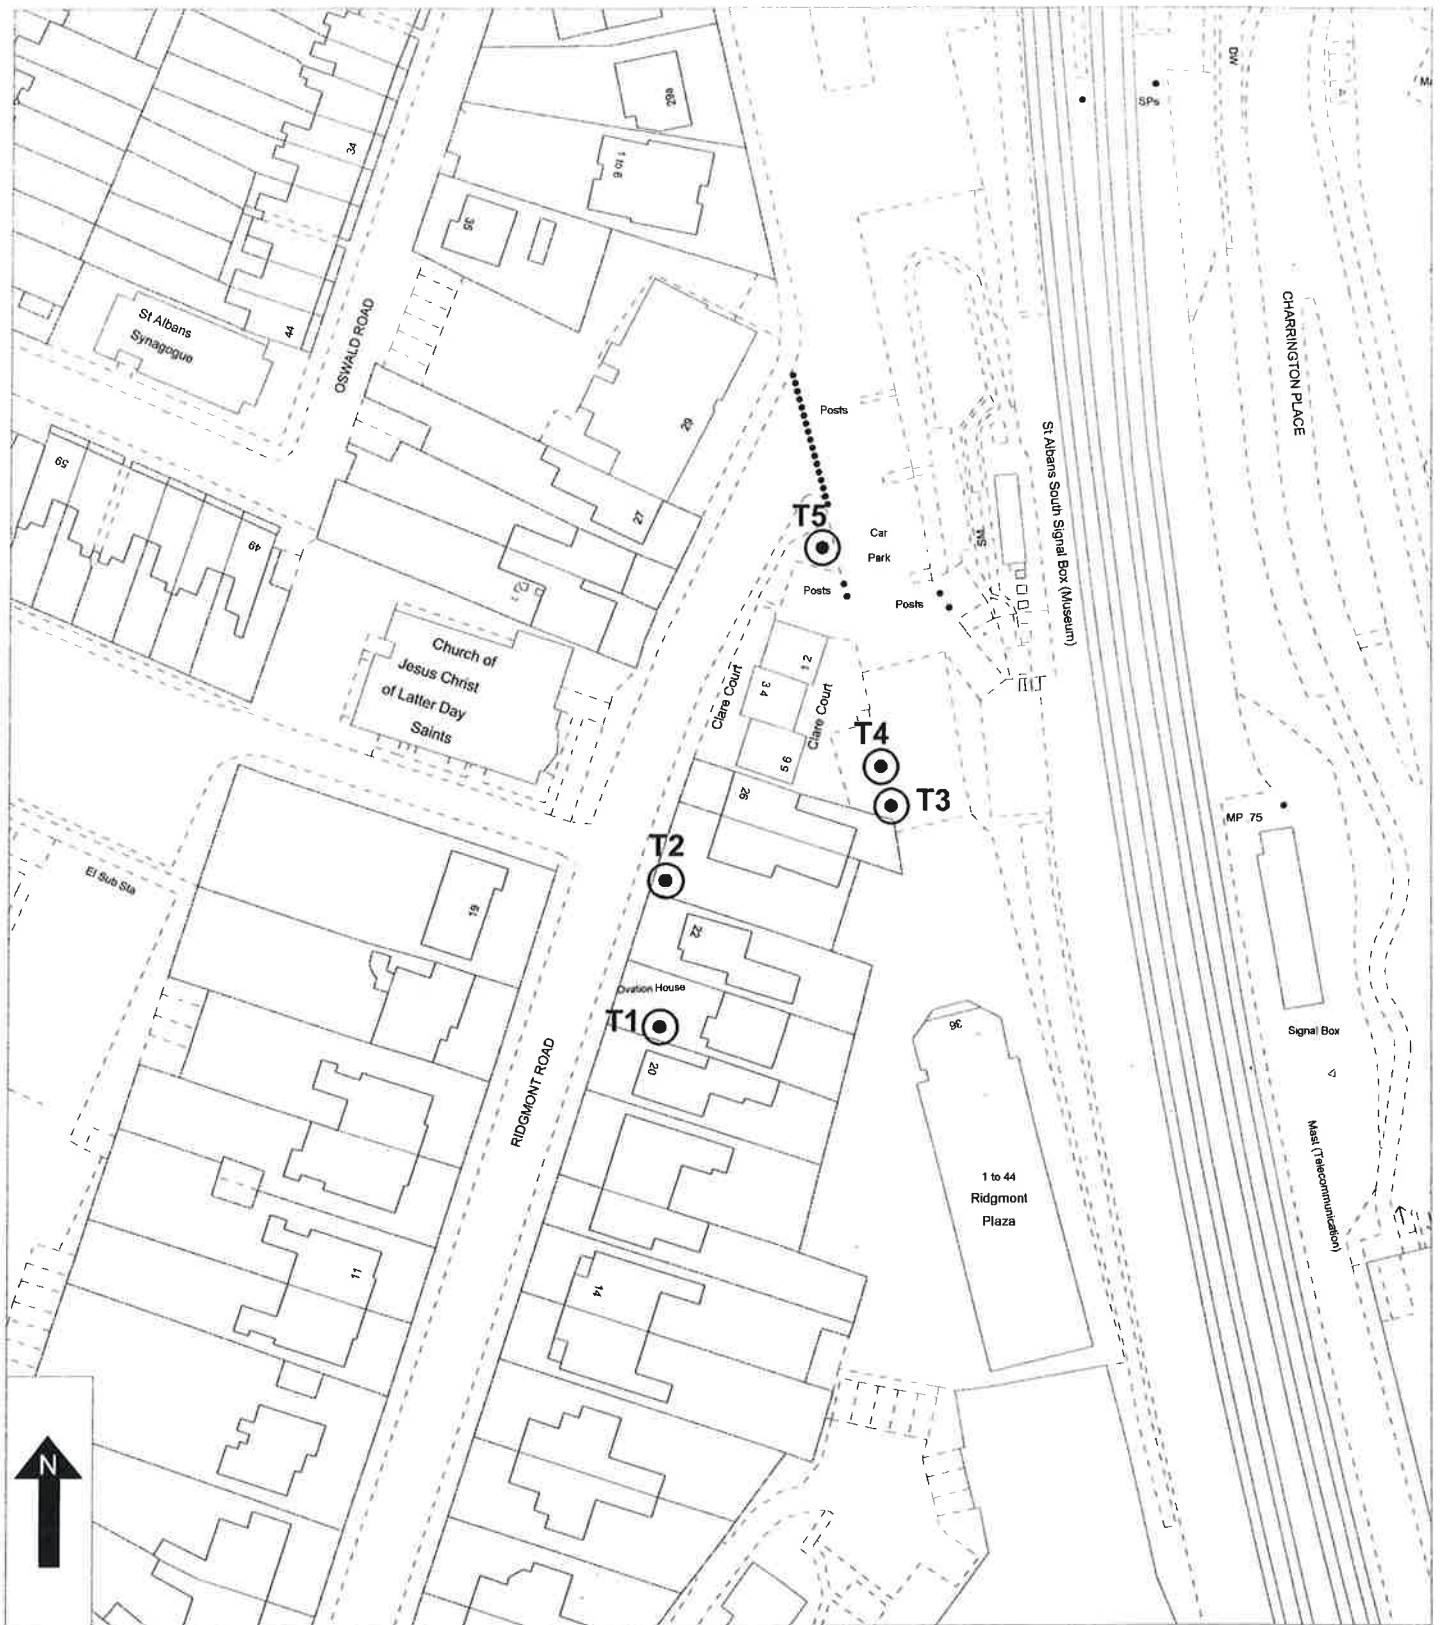 29a
DW
SPs
34
1 to 6
35
St Albans
Synagogue
44
OSWALD ROAD
CHARRINGTON PLACE
29
Posts
59
49
27
T5
Car
Park
SM
St Albans South Signal Box (Museum)
Posts
Posts
Church of
Jesus Christ
of Latter Day
Saints
Clare Court
1 2
3 4
5 6
Clare Court
T4
T3
26
MP .75
T2
El Sub Sta
19
22
Ovation House
T1
20
36
Signal Box
RIDGMONT ROAD
Mast (Telecommunication)
1 to 44
Ridgmont
Plaza
11
14
N